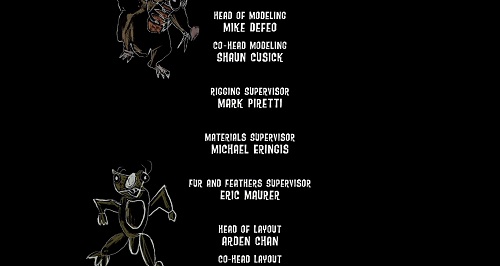 HEAD OF MODELING
MIKE DEFEO
CO-HEAD MODELING
SHAUN CUSICK
RIGGING SUPERVISOR
MARK PIRETTI
MATERIALS SUPERVISOR
MICHAEL ERINGIS
FUR AND FEATHERS SUPERVISOR
ERIC MAURER
HEAD OF LAYOUT
ARDEN CHAN
CO-HEAD LAYOUT